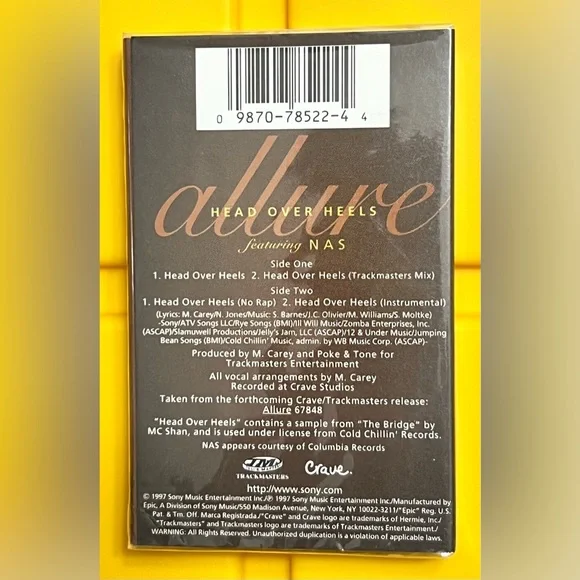 0 9870-78522-4 4
allure
HEAD OVER HEELS
featuring NAS
Side One
1. Head Over Heels 2. Head Over Heels (Trackmasters Mix)
Side Two
1. Head Over Heels (No Rap) 2. Head Over Heels (Instrumental)
(Lyrics: M. Carey/N. Jones/Music: S. Barnes/J.C. Olivier/M. Williams/S. Moltke)
-Sony/ATV Songs LLC/Rye Songs (BMI)/Ill Will Music/Zomba Enterprises, Inc.
(ASCAP)/Slamuwell Productions/Jelly's Jam, LLC (ASCAP)/12 & Under Music/Jumping
Bean Songs (BMI)/Cold Chillin' Music, admin. by WB Music Corp. (ASCAP)-
Produced by M. Carey and Poke & Tone for
Trackmasters Entertainment
All vocal arrangements by M. Carey
Recorded at Crave Studios
Taken from the forthcoming Crave/Trackmasters release:
Allure 67848
"Head Over Heels" contains a sample from "The Bridge" by
MC Shan, and is used under license from Cold Chillin' Records.
NAS appears courtesy of Columbia Records
TM
TRACKMASTERS
crave.
http://www.sony.com
© 1997 Sony Music Entertainment Inc./℗ 1997 Sony Music Entertainment Inc./Manufactured by
Epic, A Division of Sony Music/550 Madison Avenue, New York, NY 10022-3211/"Epic" Reg. U.S.
Pat. & Tm. Off. Marca Registrada./"Crave" and Crave logo are trademarks of Hermie, Inc./
"Trackmasters" and Trackmasters logo are trademarks of Trackmasters Entertainment./
WARNING: All Rights Reserved. Unauthorized duplication is a violation of applicable laws.